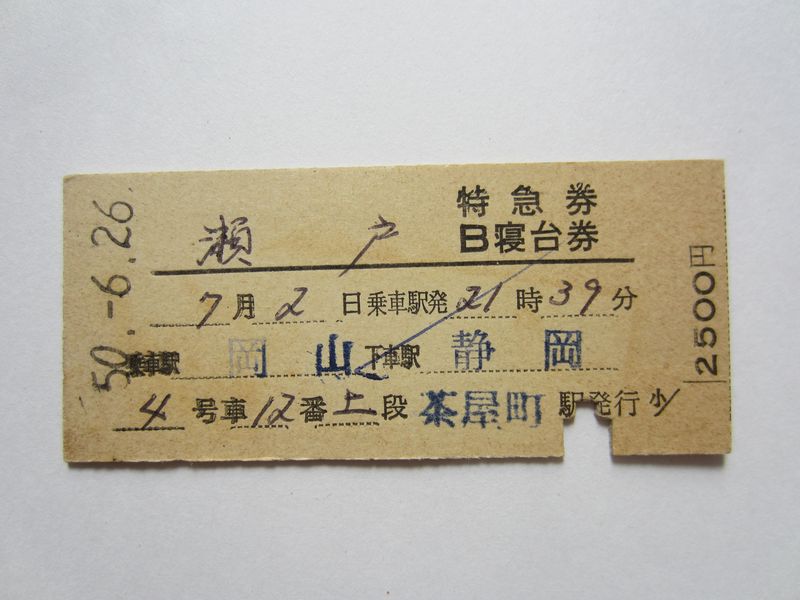 50.-6.26.
特急券
瀬戸 B寝台券
7月2日乗車駅発21時39分
乗車駅 岡山 下車駅 静岡
4号車12番上段 茶屋町駅発行 小
2500円